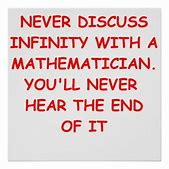 NEVER DISCUSS
INFINITY WITH A
MATHEMATICIAN.
YOU'LL NEVER
HEAR THE END
OF IT